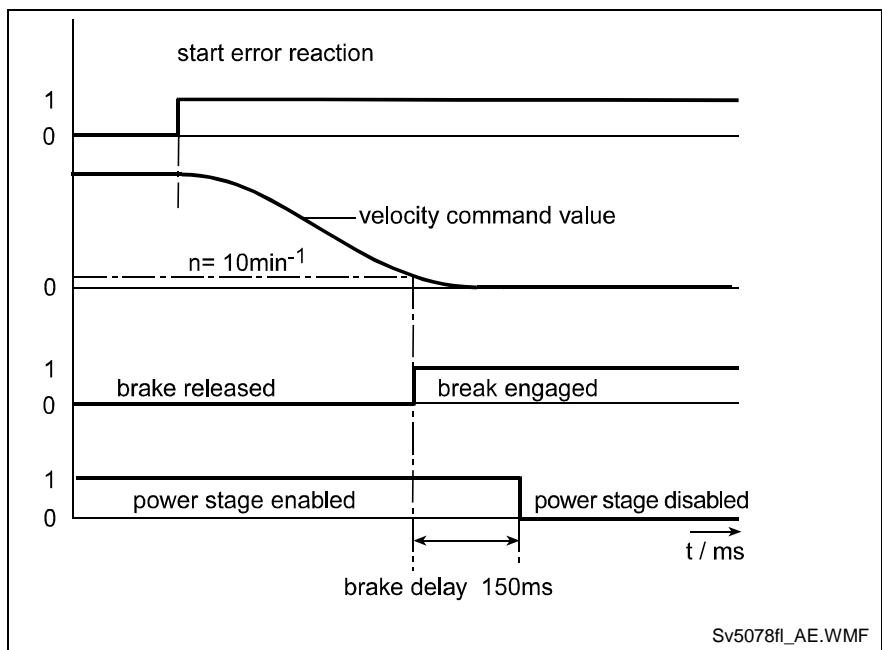 start error reaction
1
0
velocity command value
n= 10min-1
0
1
brake released break engaged
0
1
power stage enabled power stage disabled
0
t / ms
brake delay 150ms
Sv5078fl_AE.WMF